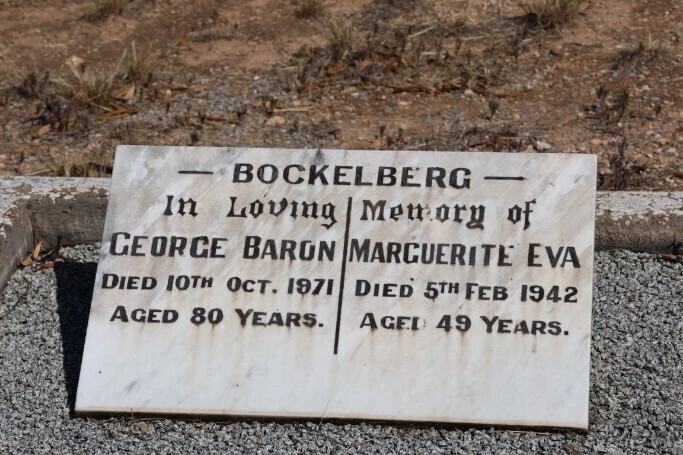 — BOCKELBERG —
In Loving Memory of
GEORGE BARON MARGUERITE EVA
DIED 10TH OCT. 1971 DIED 5TH FEB 1942
AGED 80 YEARS. AGED 49 YEARS.